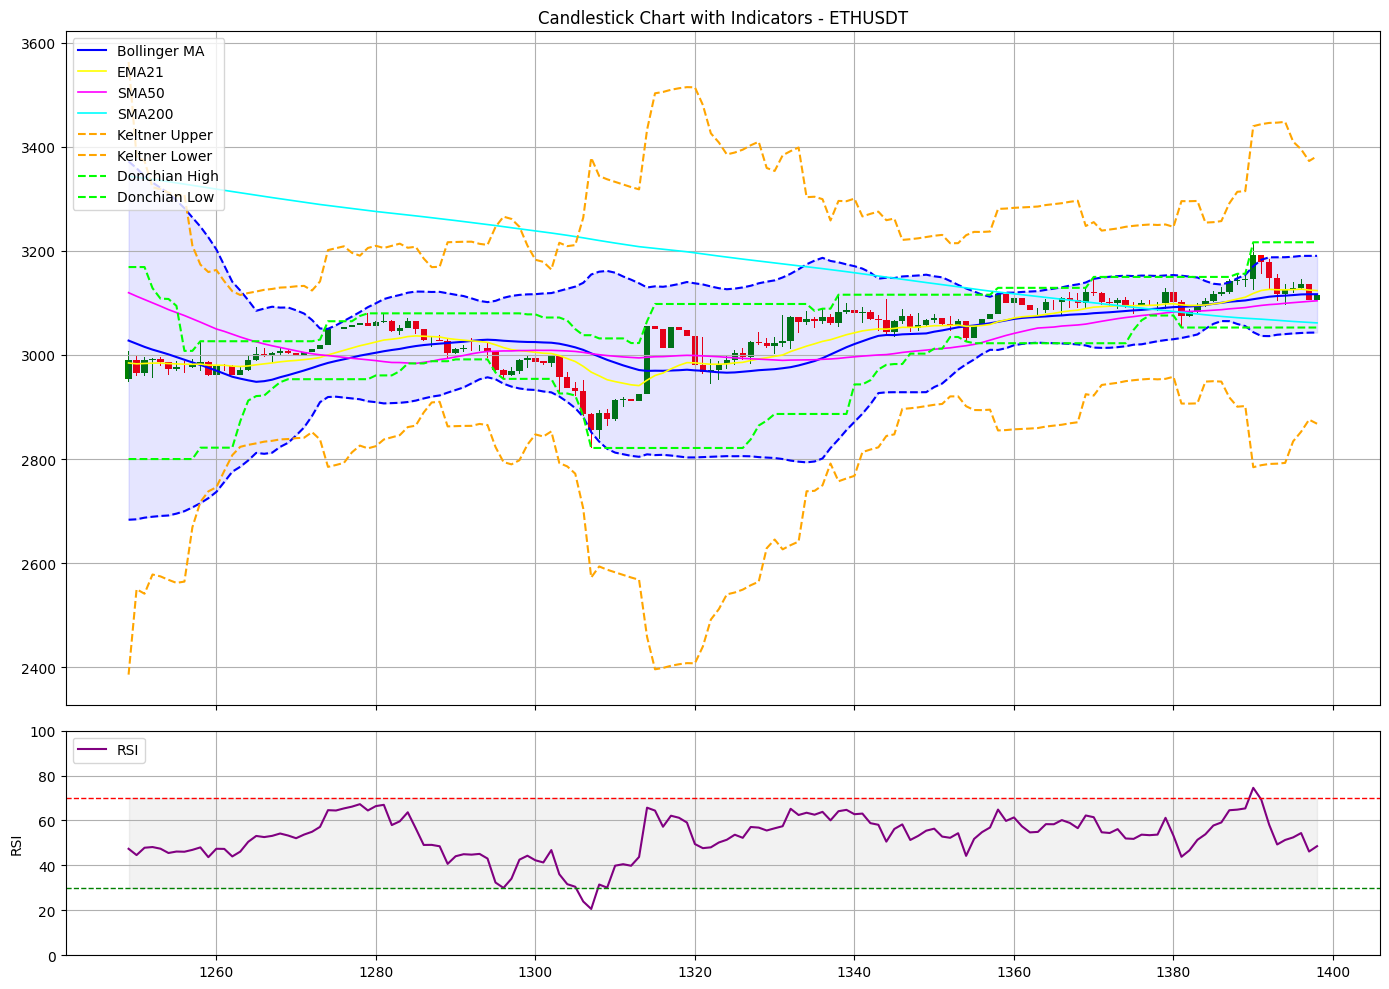 Candlestick Chart with Indicators - ETHUSDT
3600
3400
3200
3000
2800
2600
2400
Bollinger MA
EMA21
SMA50
SMA200
Keltner Upper
Keltner Lower
Donchian High
Donchian Low
100
80
60
40
20
0
RSI
RSI
1260
1280
1300
1320
1340
1360
1380
1400